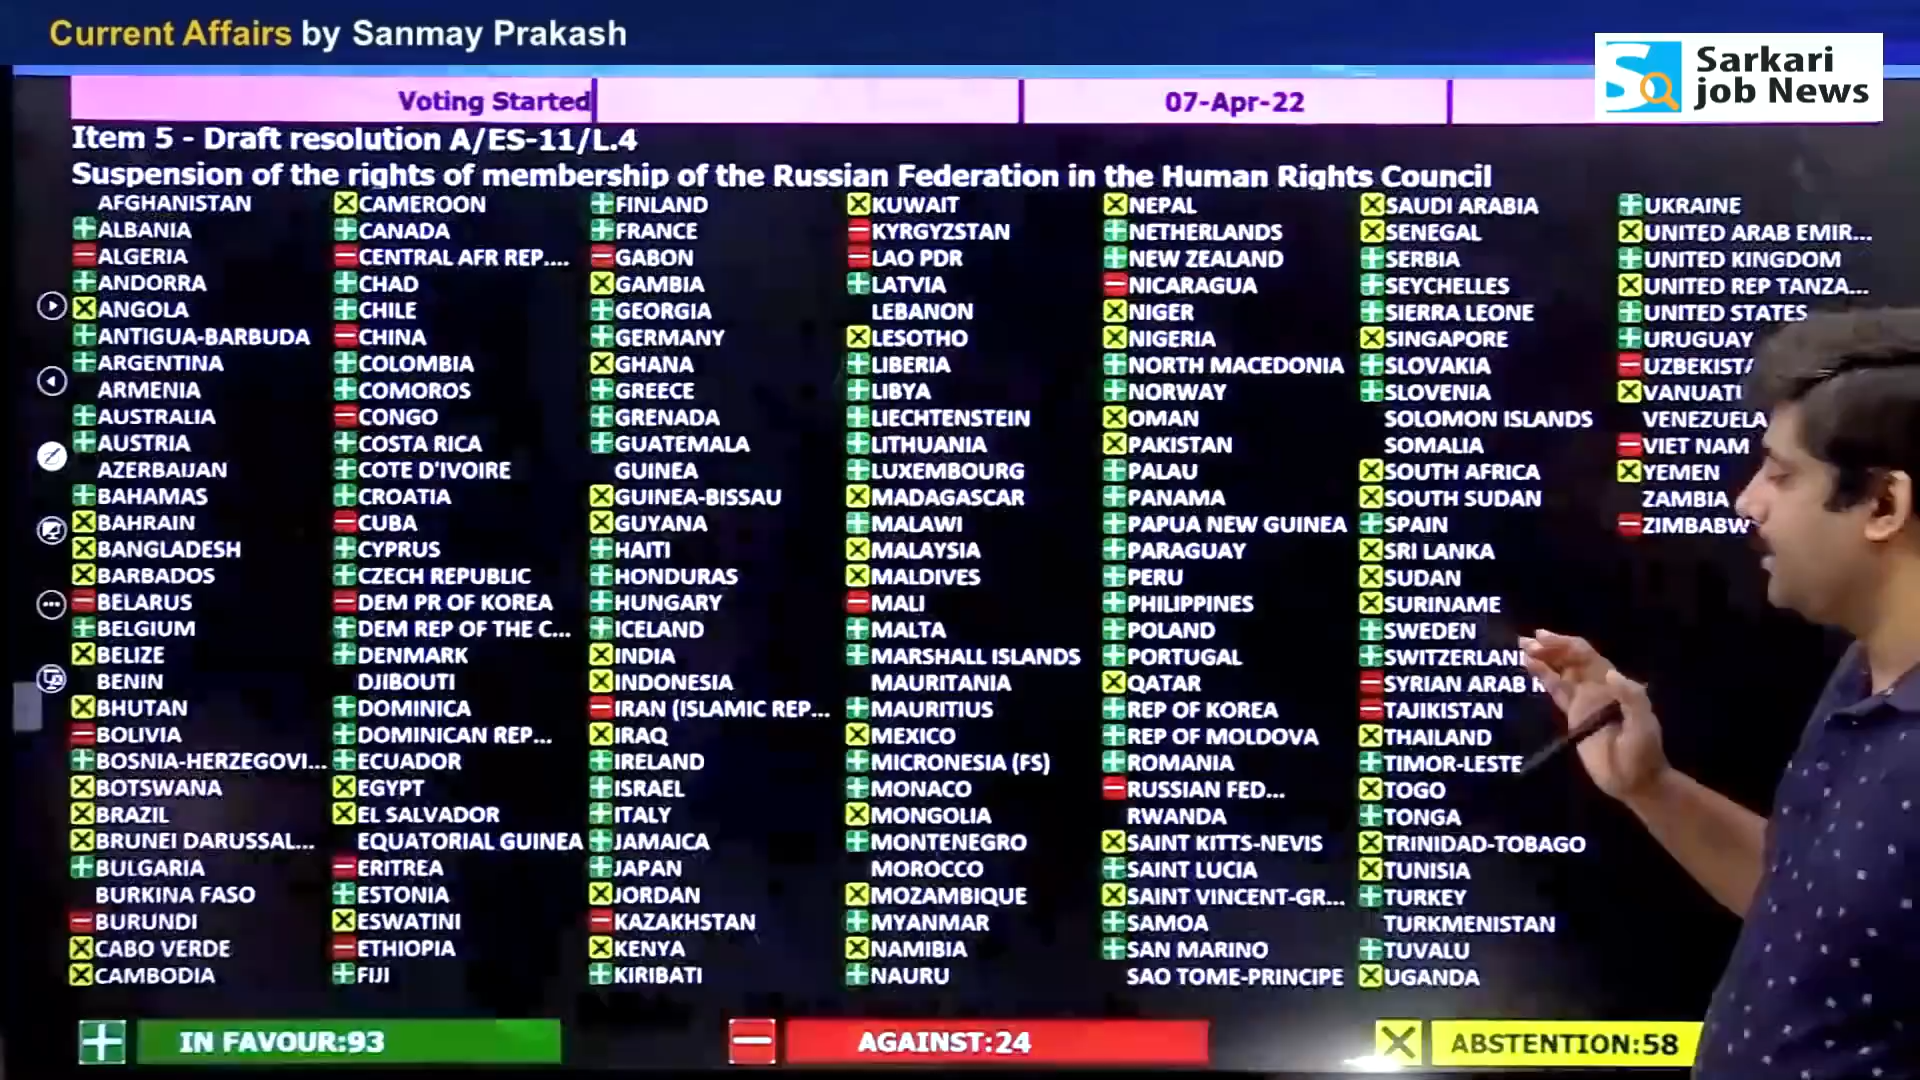 Current Affairs by Sanmay Prakash
Sarkari
job News
Voting Started
07-Apr-22
Item 5 - Draft resolution A/ES-11/L.4
Suspension of the rights of membership of the Russian Federation in the Human Rights Council
AFGHANISTAN
ALBANIA
ALGERIA
ANDORRA
ANGOLA
ANTIGUA-BARBUDA
ARGENTINA
ARMENIA
AUSTRALIA
AUSTRIA
AZERBAIJAN
BAHAMAS
BAHRAIN
BANGLADESH
BARBADOS
BELARUS
BELGIUM
BELIZE
BENIN
BHUTAN
BOLIVIA
BOSNIA-HERZEGOVI...
BOTSWANA
BRAZIL
BRUNEI DARUSSAL...
BULGARIA
BURKINA FASO
BURUNDI
CABO VERDE
CAMBODIA
CAMEROON
CANADA
CENTRAL AFR REP....
CHAD
CHILE
CHINA
COLOMBIA
COMOROS
CONGO
COSTA RICA
COTE D'IVOIRE
CROATIA
CUBA
CYPRUS
CZECH REPUBLIC
DEM PR OF KOREA
DEM REP OF THE C...
DENMARK
DJIBOUTI
DOMINICA
DOMINICAN REP...
ECUADOR
EGYPT
EL SALVADOR
EQUATORIAL GUINEA
ERITREA
ESTONIA
ESWATINI
ETHIOPIA
FIJI
FINLAND
FRANCE
GABON
GAMBIA
GEORGIA
GERMANY
GHANA
GREECE
GRENADA
GUATEMALA
GUINEA
GUINEA-BISSAU
GUYANA
HAITI
HONDURAS
HUNGARY
ICELAND
INDIA
INDONESIA
IRAN (ISLAMIC REP...
IRAQ
IRELAND
ISRAEL
ITALY
JAMAICA
JAPAN
JORDAN
KAZAKHSTAN
KENYA
KIRIBATI
KUWAIT
KYRGYZSTAN
LAO PDR
LATVIA
LEBANON
LESOTHO
LIBERIA
LIBYA
LIECHTENSTEIN
LITHUANIA
LUXEMBOURG
MADAGASCAR
MALAWI
MALAYSIA
MALDIVES
MALI
MALTA
MARSHALL ISLANDS
MAURITANIA
MAURITIUS
MEXICO
MICRONESIA (FS)
MONACO
MONGOLIA
MONTENEGRO
MOROCCO
MOZAMBIQUE
MYANMAR
NAMIBIA
NAURU
NEPAL
NETHERLANDS
NEW ZEALAND
NICARAGUA
NIGER
NIGERIA
NORTH MACEDONIA
NORWAY
OMAN
PAKISTAN
PALAU
PANAMA
PAPUA NEW GUINEA
PARAGUAY
PERU
PHILIPPINES
POLAND
PORTUGAL
QATAR
REP OF KOREA
REP OF MOLDOVA
ROMANIA
RUSSIAN FED...
RWANDA
SAINT KITTS-NEVIS
SAINT LUCIA
SAINT VINCENT-GR...
SAMOA
SAN MARINO
SAO TOME-PRINCIPE
SAUDI ARABIA
SENEGAL
SERBIA
SEYCHELLES
SIERRA LEONE
SINGAPORE
SLOVAKIA
SLOVENIA
SOLOMON ISLANDS
SOMALIA
SOUTH AFRICA
SOUTH SUDAN
SPAIN
SRI LANKA
SUDAN
SURINAME
SWEDEN
SWITZERLAN
SYRIAN ARAB R
TAJIKISTAN
THAILAND
TIMOR-LESTE
TOGO
TONGA
TRINIDAD-TOBAGO
TUNISIA
TURKEY
TURKMENISTAN
TUVALU
UGANDA
UKRAINE
UNITED ARAB EMIR...
UNITED KINGDOM
UNITED REP TANZA...
UNITED STATES
URUGUAY
UZBEKISTA
VANUATU
VENEZUELA
VIET NAM
YEMEN
ZAMBIA
ZIMBABW
IN FAVOUR:93
AGAINST:24
ABSTENTION:58